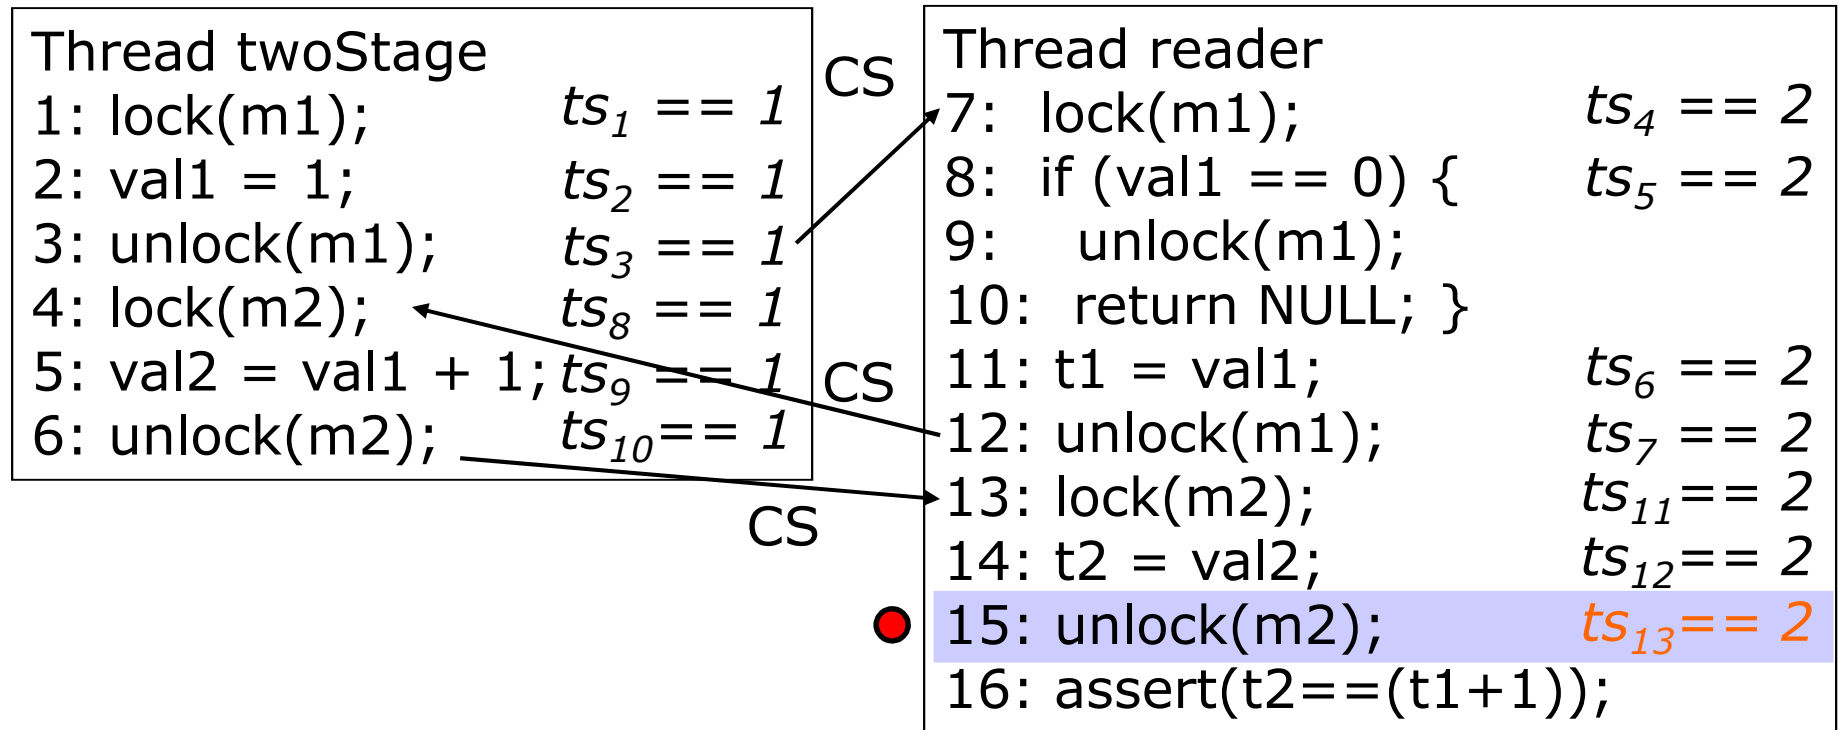 Thread twoStage
1: lock(m1); ts1 == 1
2: val1 = 1; ts2 == 1
3: unlock(m1); ts3 == 1
4: lock(m2); ts8 == 1
5: val2 = val1 + 1; ts9 == 1
6: unlock(m2); ts10 == 1
CS
CS
CS
Thread reader
7: lock(m1); ts4 == 2
8: if (val1 == 0) { ts5 == 2
9: unlock(m1);
10: return NULL; }
11: t1 = val1; ts6 == 2
12: unlock(m1); ts7 == 2
13: lock(m2); ts11 == 2
14: t2 = val2; ts12 == 2
15: unlock(m2); ts13 == 2
16: assert(t2==(t1+1));